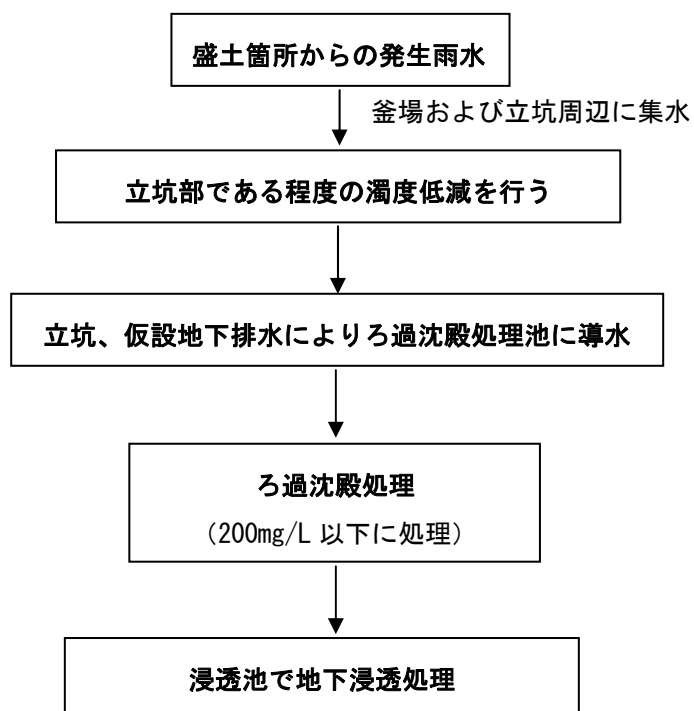 盛土箇所からの発生雨水
釜場および立坑周辺に集水
立坑部である程度の濁度低減を行う
立坑、仮設地下排水によりろ過沈殿処理池に導水
ろ過沈殿処理
（200mg/L 以下に処理）
浸透池で地下浸透処理